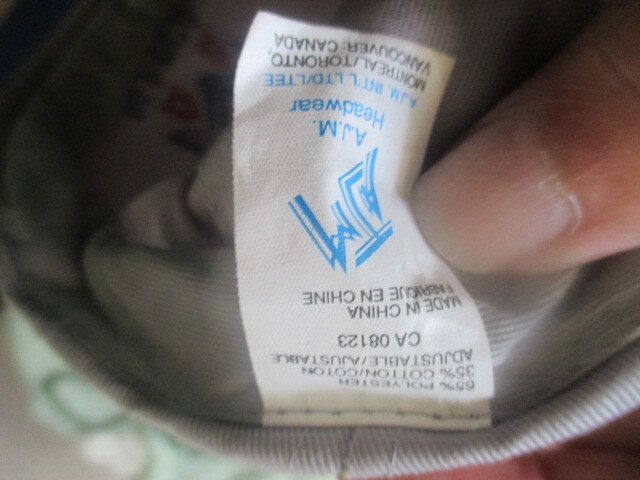 65% POLYESTER
35% COTTON/COTON
ADJUSTABLE/AJUSTABLE
CA 08123
MADE IN CHINA
FABRIQUE EN CHINE
A.J.M.
Headwear
A.J.M. INT'L LTD/LTEE
MONTREAL/TORONTO,
VANCOUVER: CANADA